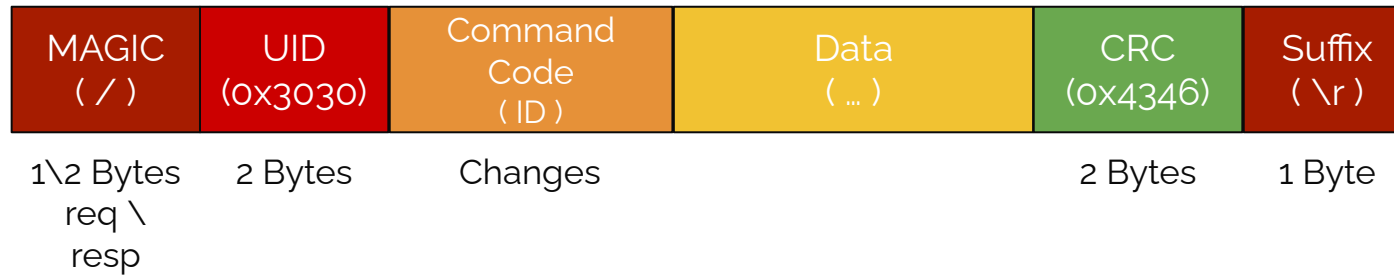 MAGIC
( / )
UID
(0x3030)
Command
Code
( ID )
Data
( ... )
CRC
(0x4346)
Suffix
( \r )
1\2 Bytes
req \
resp
2 Bytes
Changes
2 Bytes
1 Byte